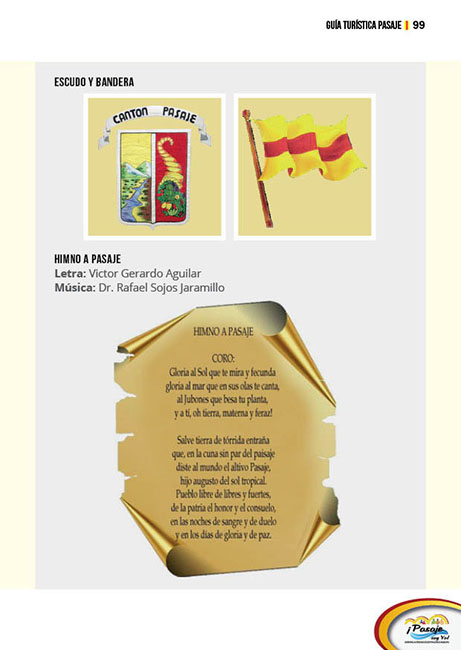 GUÍA TURÍSTICA PASAJE | 99
ESCUDO Y BANDERA
CANTON PASAJE
HIMNO A PASAJE
Letra: Victor Gerardo Aguilar
Música: Dr. Rafael Sojos Jaramillo
HIMNO A PASAJE
CORO:
Gloria al Sol que te mira y fecunda
gloria al mar que en sus olas te canta,
al Jubones que besa tu planta,
y a tí, oh tierra, materna y feraz!
Salve tierra de tórrida entraña
que, en la cuna sin par del paisaje
diste al mundo el altivo Pasaje,
hijo augusto del sol tropical.
Pueblo libre de libres y fuertes,
de la patria el honor y el consuelo,
en las noches de sangre y de duelo
y en los días de gloria y de paz.
¡Pasaje
soy Yo!